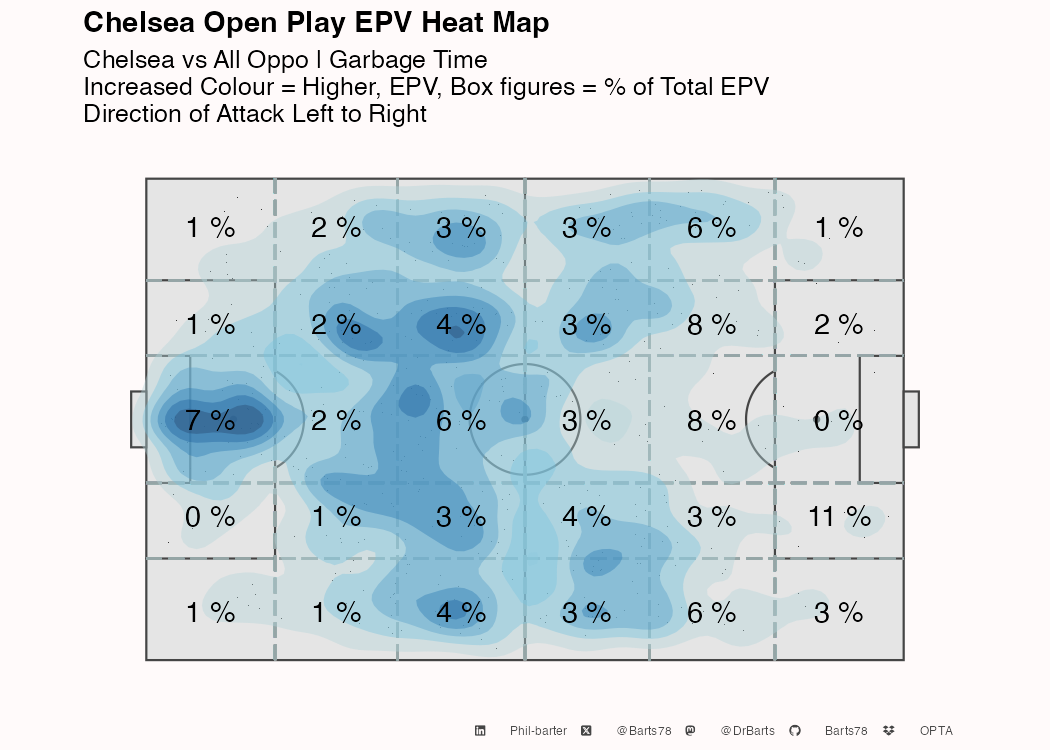 Chelsea Open Play EPV Heat Map
Chelsea vs All Oppo | Garbage Time
Increased Colour = Higher, EPV, Box figures = % of Total EPV
Direction of Attack Left to Right
1 % 2 % 3 % 3 % 6 % 1 %
1 % 2 % 4 % 3 % 8 % 2 %
7 % 2 % 6 % 3 % 8 % 0 %
0 % 1 % 3 % 4 % 3 % 11 %
1 % 1 % 4 % 3 % 6 % 3 %
Phil-barter @Barts78 @DrBarts Barts78 OPTA